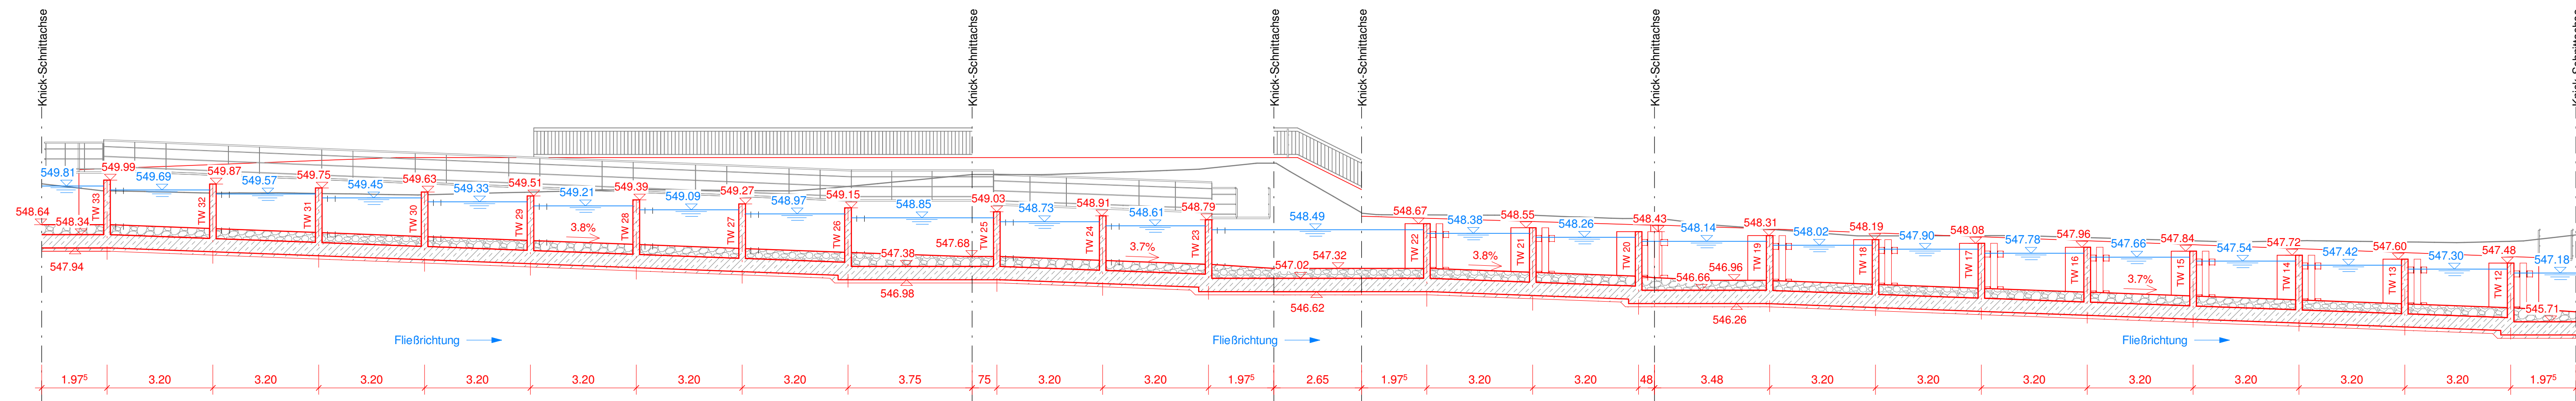 Knick-Schnittachse
Knick-Schnittachse
Knick-Schnittachse
Knick-Schnittachse
Knick-Schnittachse
549.81
549.99
549.69
549.87
549.57
549.75
549.45
549.63
549.33
549.51
549.21
549.39
549.09
549.27
548.97
549.15
548.85
549.03
548.73
548.91
548.61
548.79
548.49
548.67
548.38
548.55
548.26
548.43
548.14
548.31
548.02
548.19
547.90
548.08
547.78
547.96
547.66
547.84
547.54
547.72
547.42
547.60
547.30
547.48
547.18
548.64
548.34
TW 33
TW 32
TW 31
TW 30
TW 29
3.8%
TW 28
TW 27
TW 26
547.38
547.68
TW 25
TW 24
3.7%
TW 23
547.02
547.32
TW 22
3.8%
TW 21
TW 20
546.66
546.96
TW 19
TW 18
TW 17
TW 16
3.7%
TW 15
TW 14
TW 13
TW 12
545.71
547.94
546.98
546.62
546.26
Fließrichtung
Fließrichtung
Fließrichtung
1.97⁵
3.20
3.20
3.20
3.20
3.20
3.20
3.20
3.75
75
3.20
3.20
1.97⁵
2.65
1.97⁵
3.20
3.20
48
3.48
3.20
3.20
3.20
3.20
3.20
3.20
3.20
1.97⁵